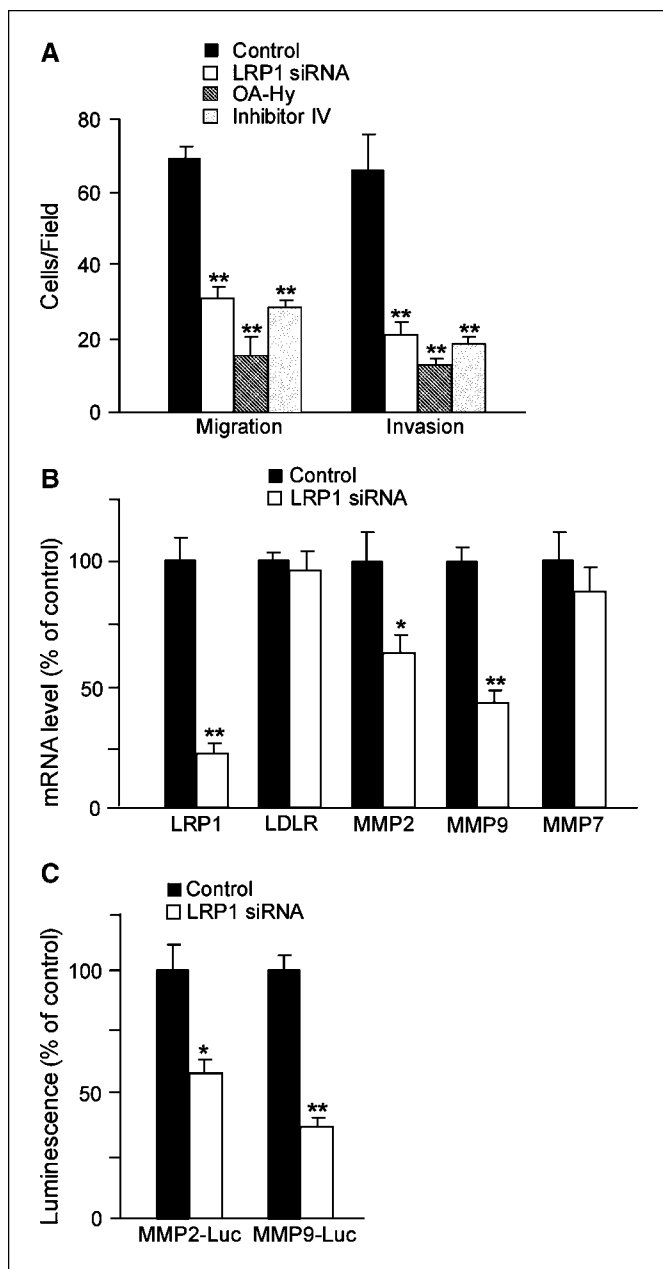 A
Control
LRP1 siRNA
OA-Hy
Inhibitor IV
80
60
40
20
0
Cells/Field
** ** ** ** ** **
Migration Invasion
B
Control
LRP1 siRNA
100
50
0
mRNA level (% of control)
** * **
LRP1 LDLR MMP2 MMP9 MMP7
C
Control
LRP1 siRNA
100
50
0
Luminescence (% of control)
* **
MMP2-Luc MMP9-Luc